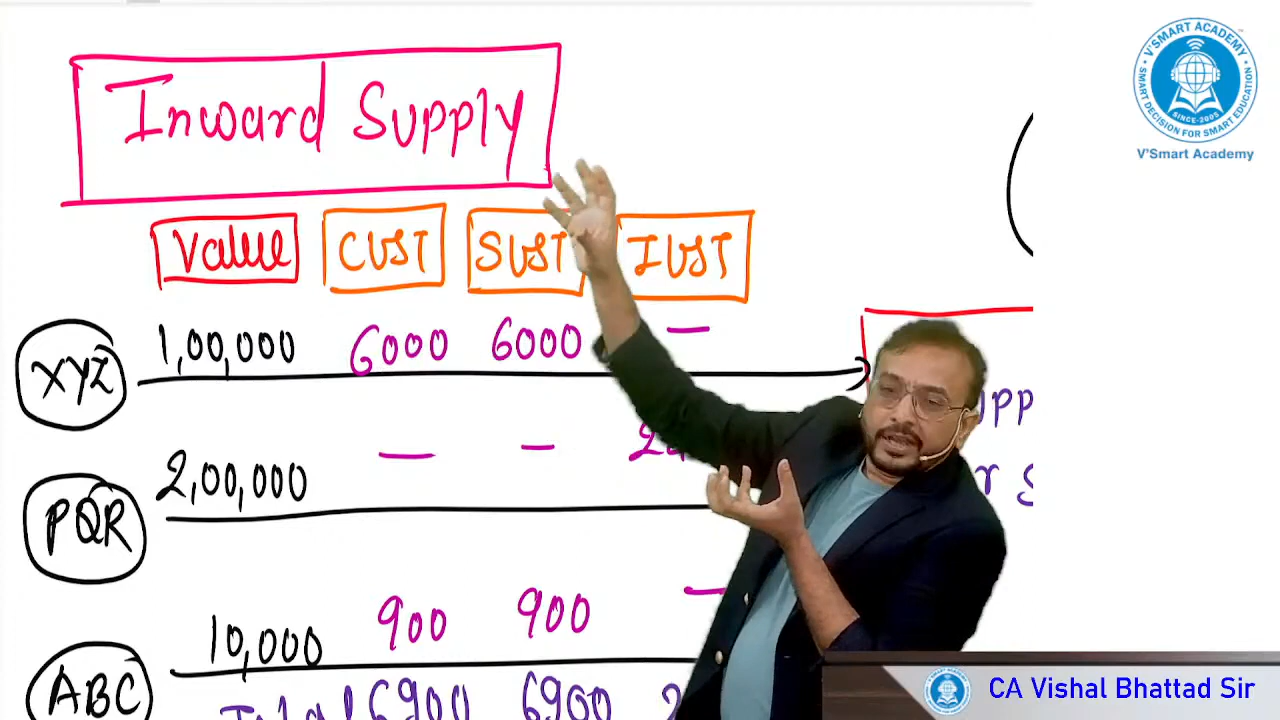 Inward Supply
Value CGST SGST IGST
XYZ 1,00,000 6000 6000 —
PQR 2,00,000 — —
ABC 10,000 900 900 —
Total 6900 6900
V'SMART ACADEMY
SMART DECISION FOR SMART EDUCATION
SINCE-2005
V'Smart Academy
CA Vishal Bhattad Sir